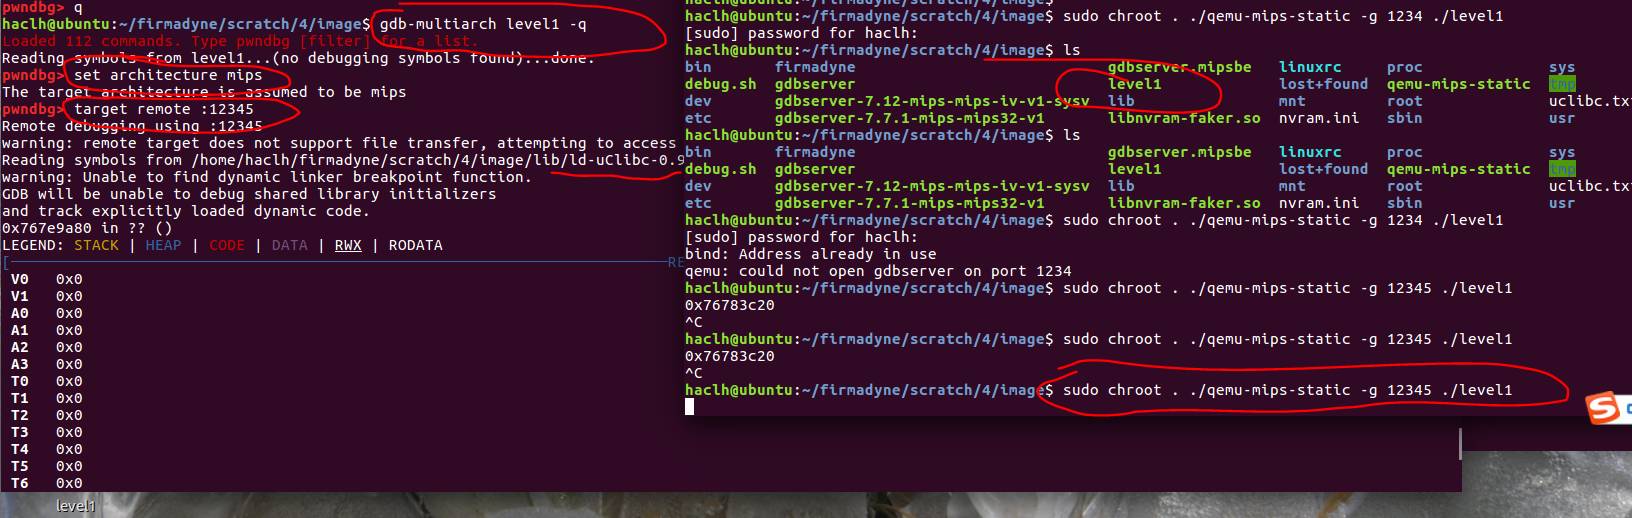 pwndbg> q
haclh@ubuntu:~/firmadyne/scratch/4/image$ gdb-multiarch level1 -q
Loaded 112 commands. Type pwndbg [filter] for a list.
Reading symbols from level1...(no debugging symbols found)...done.
pwndbg> set architecture mips
The target architecture is assumed to be mips
pwndbg> target remote :12345
Remote debugging using :12345
warning: remote target does not support file transfer, attempting to access
Reading symbols from /home/haclh/firmadyne/scratch/4/image/lib/ld-uClibc-0.9
warning: Unable to find dynamic linker breakpoint function.
GDB will be unable to debug shared library initializers
and track explicitly loaded dynamic code.
0x767e9a80 in ?? ()
LEGEND: STACK | HEAP | CODE | DATA | RWX | RODATA
[ RE
V0 0x0
V1 0x0
A0 0x0
A1 0x0
A2 0x0
A3 0x0
T0 0x0
T1 0x0
T2 0x0
T3 0x0
T4 0x0
T5 0x0
T6 0x0
haclh@ubuntu:~/firmadyne/scratch/4/image$ sudo chroot . ./qemu-mips-static -g 1234 ./level1
[sudo] password for haclh:
haclh@ubuntu:~/firmadyne/scratch/4/image$ ls
bin firmadyne gdbserver.mipsbe linuxrc proc sys
debug.sh gdbserver level1 lost+found qemu-mips-static tmp
dev gdbserver-7.12-mips-mips-iv-v1-sysv lib mnt root uclibc.tx
etc gdbserver-7.7.1-mips-mips32-v1 libnvram-faker.so nvram.ini sbin usr
haclh@ubuntu:~/firmadyne/scratch/4/image$ ls
bin firmadyne gdbserver.mipsbe linuxrc proc sys
debug.sh gdbserver level1 lost+found qemu-mips-static tmp
dev gdbserver-7.12-mips-mips-iv-v1-sysv lib mnt root uclibc.tx
etc gdbserver-7.7.1-mips-mips32-v1 libnvram-faker.so nvram.ini sbin usr
haclh@ubuntu:~/firmadyne/scratch/4/image$ sudo chroot . ./qemu-mips-static -g 1234 ./level1
[sudo] password for haclh:
bind: Address already in use
qemu: could not open gdbserver on port 1234
haclh@ubuntu:~/firmadyne/scratch/4/image$ sudo chroot . ./qemu-mips-static -g 12345 ./level1
0x76783c20
^C
haclh@ubuntu:~/firmadyne/scratch/4/image$ sudo chroot . ./qemu-mips-static -g 12345 ./level1
0x76783c20
^C
haclh@ubuntu:~/firmadyne/scratch/4/image$ sudo chroot . ./qemu-mips-static -g 12345 ./level1
S
level1